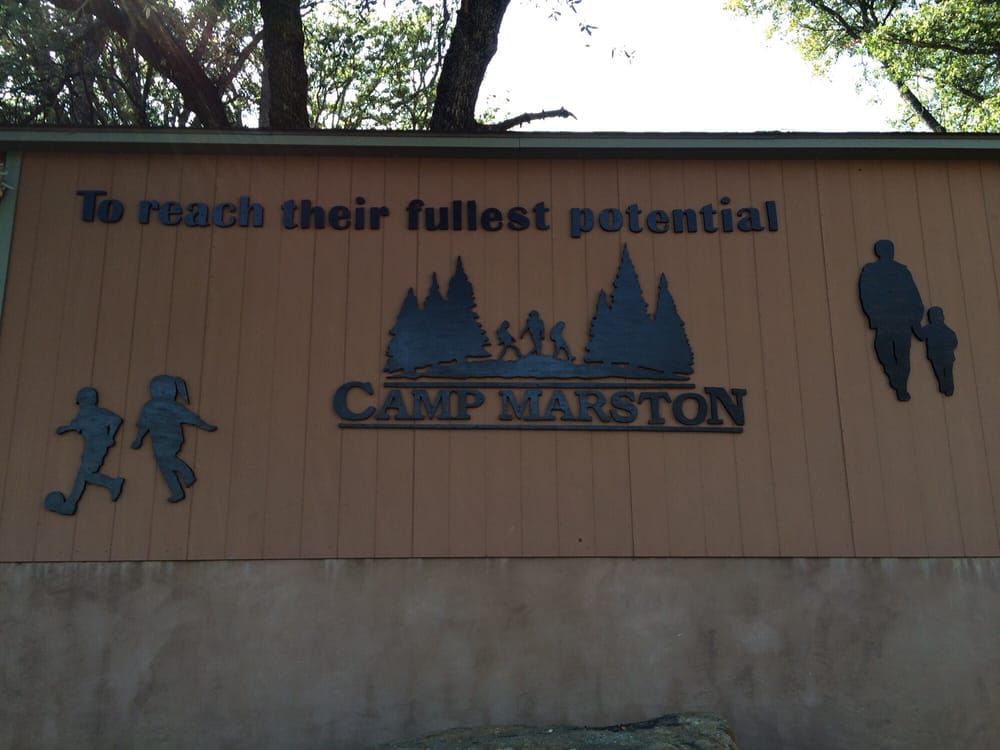 To reach their fullest potential
CAMP MARSTON